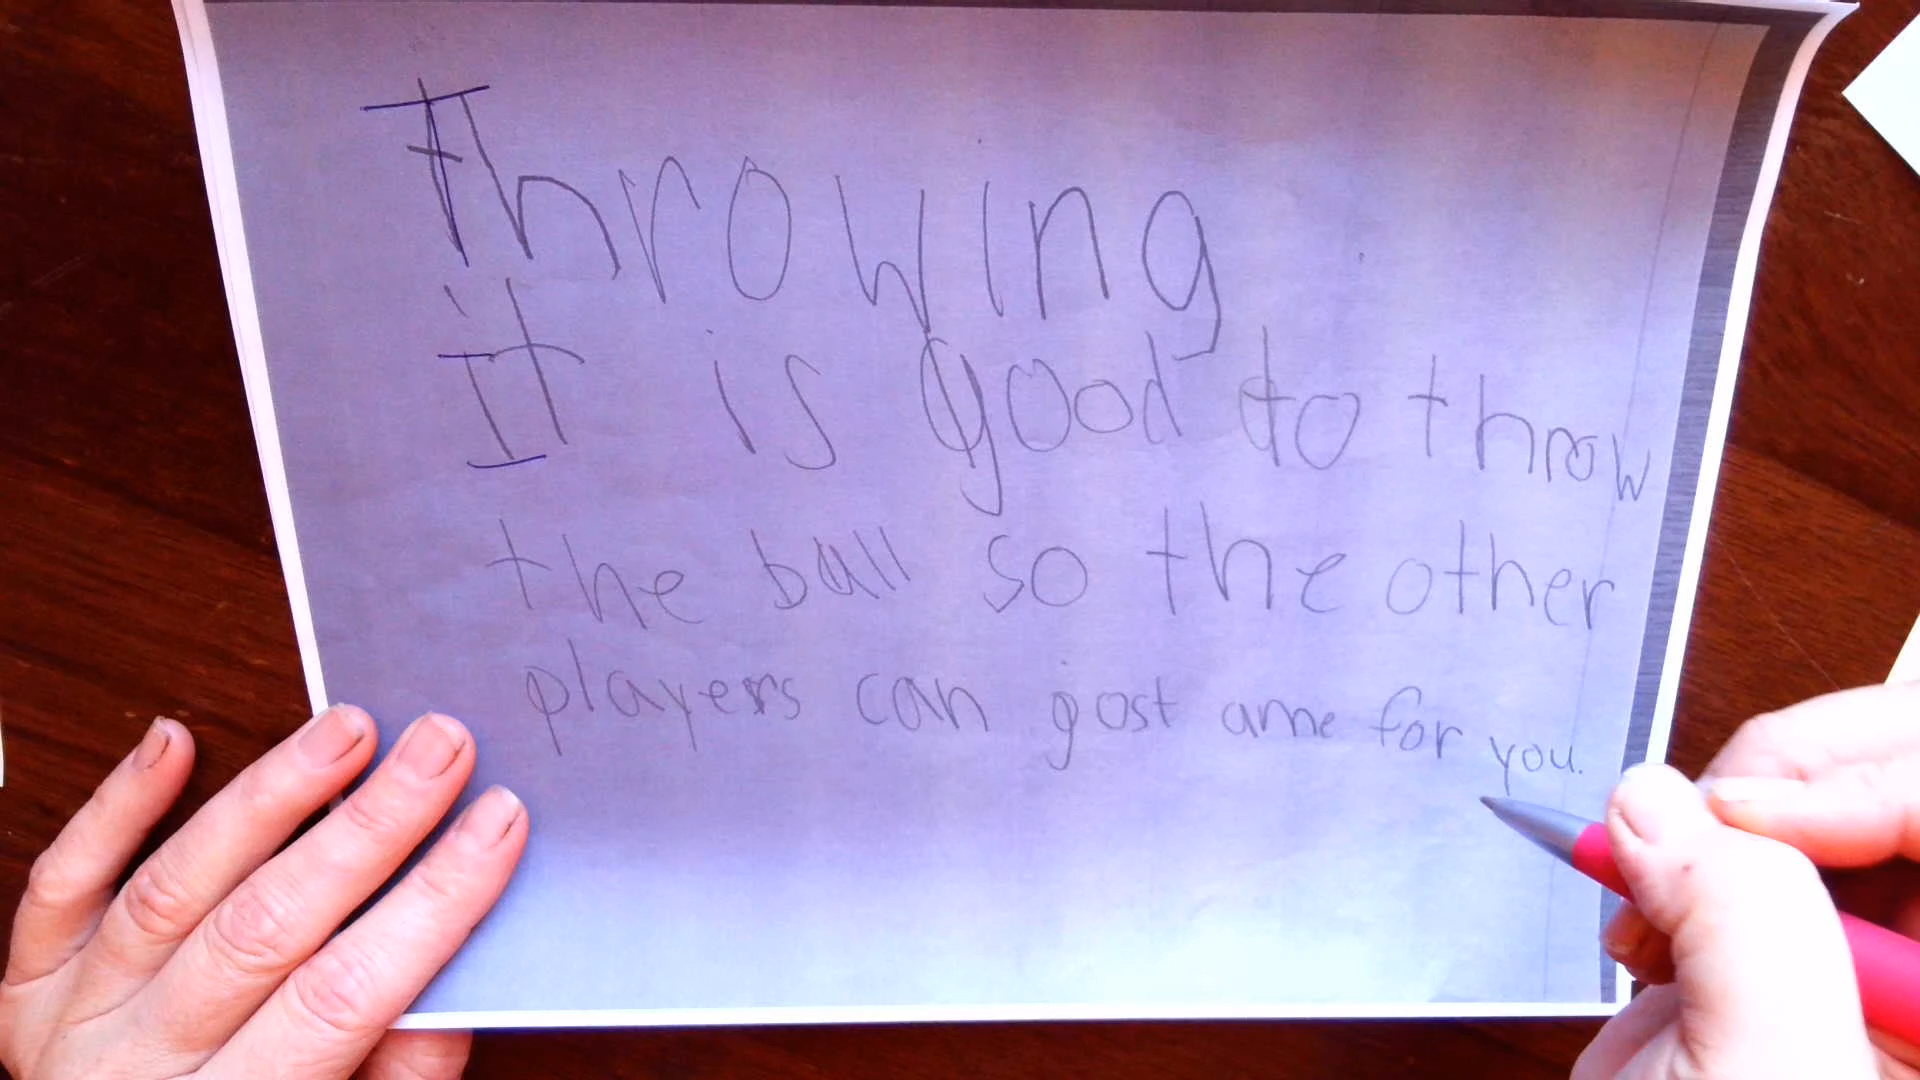 Throwing
It is good to throw
the ball so the other
players can gost ame for
you.